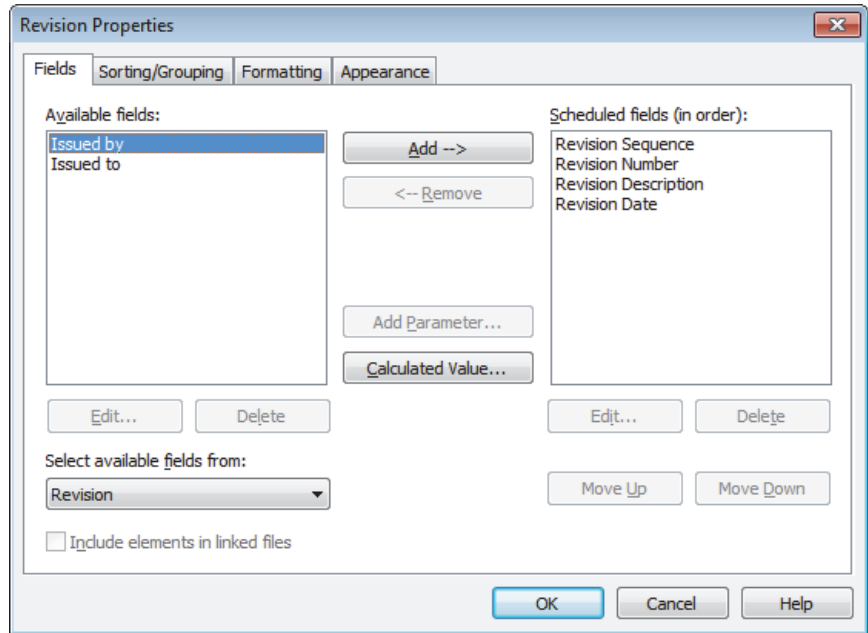 Revision Properties
Fields Sorting/Grouping Formatting Appearance
Available fields:
Issued by
Issued to
Add -->
<-- Remove
Add Parameter...
Calculated Value...
Scheduled fields (in order):
Revision Sequence
Revision Number
Revision Description
Revision Date
Edit... Delete
Edit... Delete
Select available fields from:
Revision
Move Up Move Down
Include elements in linked files
OK Cancel Help